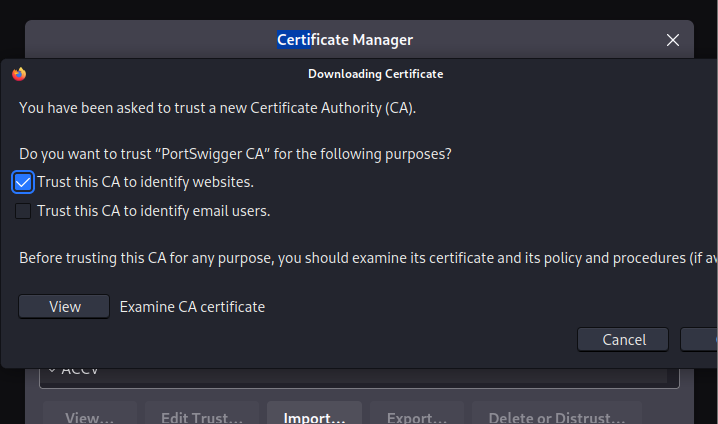 Certificate Manager
Downloading Certificate
You have been asked to trust a new Certificate Authority (CA).
Do you want to trust “PortSwigger CA” for the following purposes?
Trust this CA to identify websites.
Trust this CA to identify email users.
Before trusting this CA for any purpose, you should examine its certificate and its policy and procedures (if
View Examine CA certificate
Cancel
ACCV
View... Edit Trust... Import... Export... Delete or Distrust...